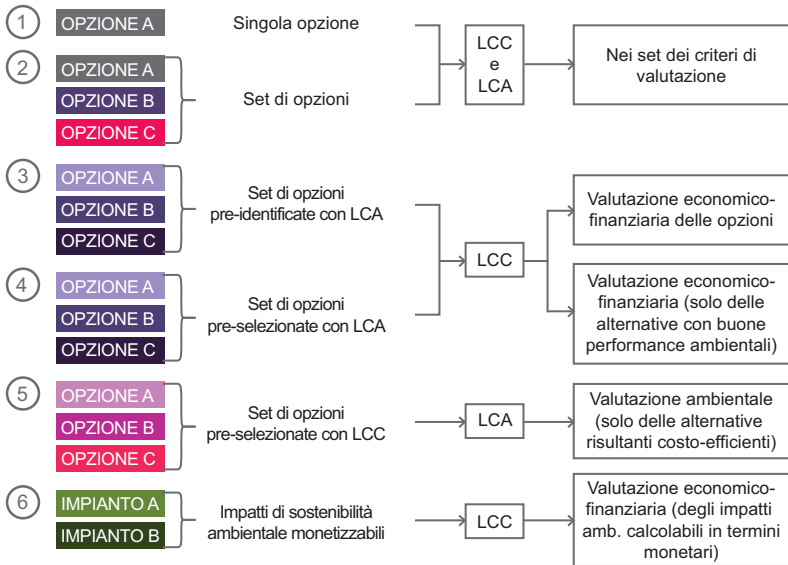 1
OPZIONE A
Singola opzione
2
OPZIONE A
OPZIONE B
OPZIONE C
Set di opzioni
LCC
e
LCA
Nei set dei criteri di
valutazione
3
OPZIONE A
OPZIONE B
OPZIONE C
Set di opzioni
pre-identificate con LCA
4
OPZIONE A
OPZIONE B
OPZIONE C
Set di opzioni
pre-selezionate con LCA
LCC
Valutazione economico-
finanziaria delle opzioni
Valutazione economico-
finanziaria (solo delle
alternative con buone
performance ambientali)
5
OPZIONE A
OPZIONE B
OPZIONE C
Set di opzioni
pre-selezionate con LCC
LCA
Valutazione ambientale
(solo delle alternative
risultanti costo-efficienti)
6
IMPIANTO A
IMPIANTO B
Impatti di sostenibilità
ambientale monetizzabili
LCC
Valutazione economico-
finanziaria (degli impatti
amb. calcolabili in termini
monetari)